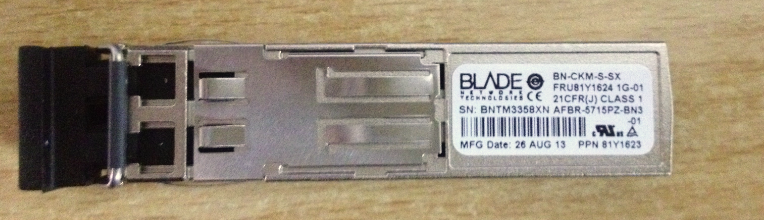 BLADE
NETWORK
TECHNOLOGIES CE
BN-CKM-S-SX
FRU81Y1624 1G-01
21CFR(J) CLASS 1
SN: BNTM3358XN AFBR-5715PZ-BN3
-01
MFG Date: 26 AUG 13 PPN 81Y1623